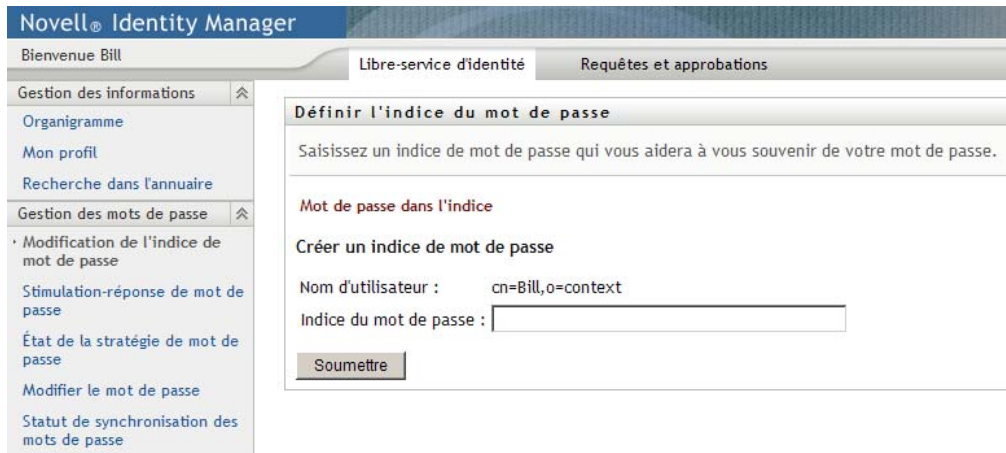 Novell® Identity Manager
Bienvenue Bill
Libre-service d'identité
Requêtes et approbations
Gestion des informations
Organigramme
Mon profil
Recherche dans l'annuaire
Gestion des mots de passe
Modification de l'indice de
mot de passe
Stimulation-réponse de mot de
passe
État de la stratégie de mot de
passe
Modifier le mot de passe
Statut de synchronisation des
mots de passe
Définir l'indice du mot de passe
Saisissez un indice de mot de passe qui vous aidera à vous souvenir de votre mot de passe.
Mot de passe dans l'indice
Créer un indice de mot de passe
Nom d'utilisateur : cn=Bill,o=context
Indice du mot de passe :
Soumettre